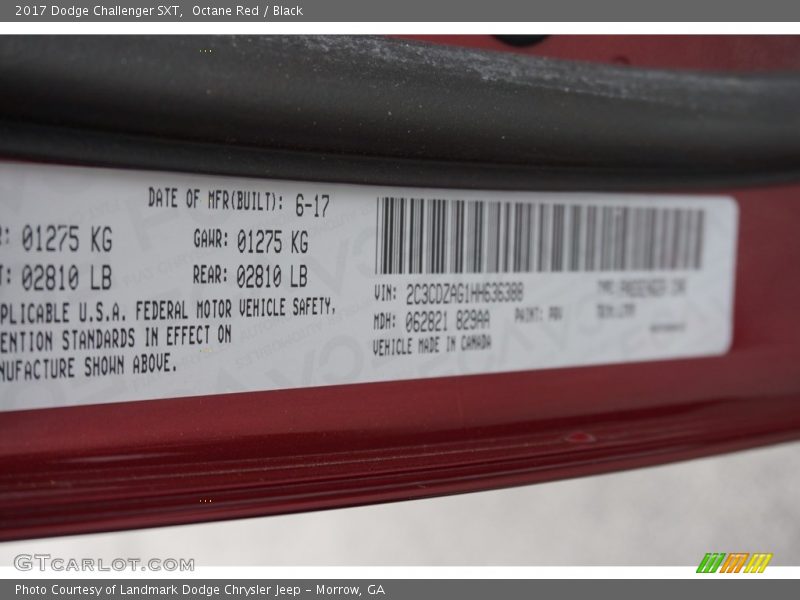 2017 Dodge Challenger SXT,  Octane Red / Black
DATE OF MFR(BUILT): 6-17
01275 KG GAWR: 01275 KG
02810 LB REAR: 02810 LB
PLICABLE U.S.A. FEDERAL MOTOR VEHICLE SAFETY,
ENTION STANDARDS IN EFFECT ON
NUFACTURE SHOWN ABOVE.
VIN: 2C3CDZAG1HH636388
MDH: 062821 829AA PAINT:
VEHICLE MADE IN CANADA
GTCARLOT.COM
Photo Courtesy of Landmark Dodge Chrysler Jeep – Morrow, GA